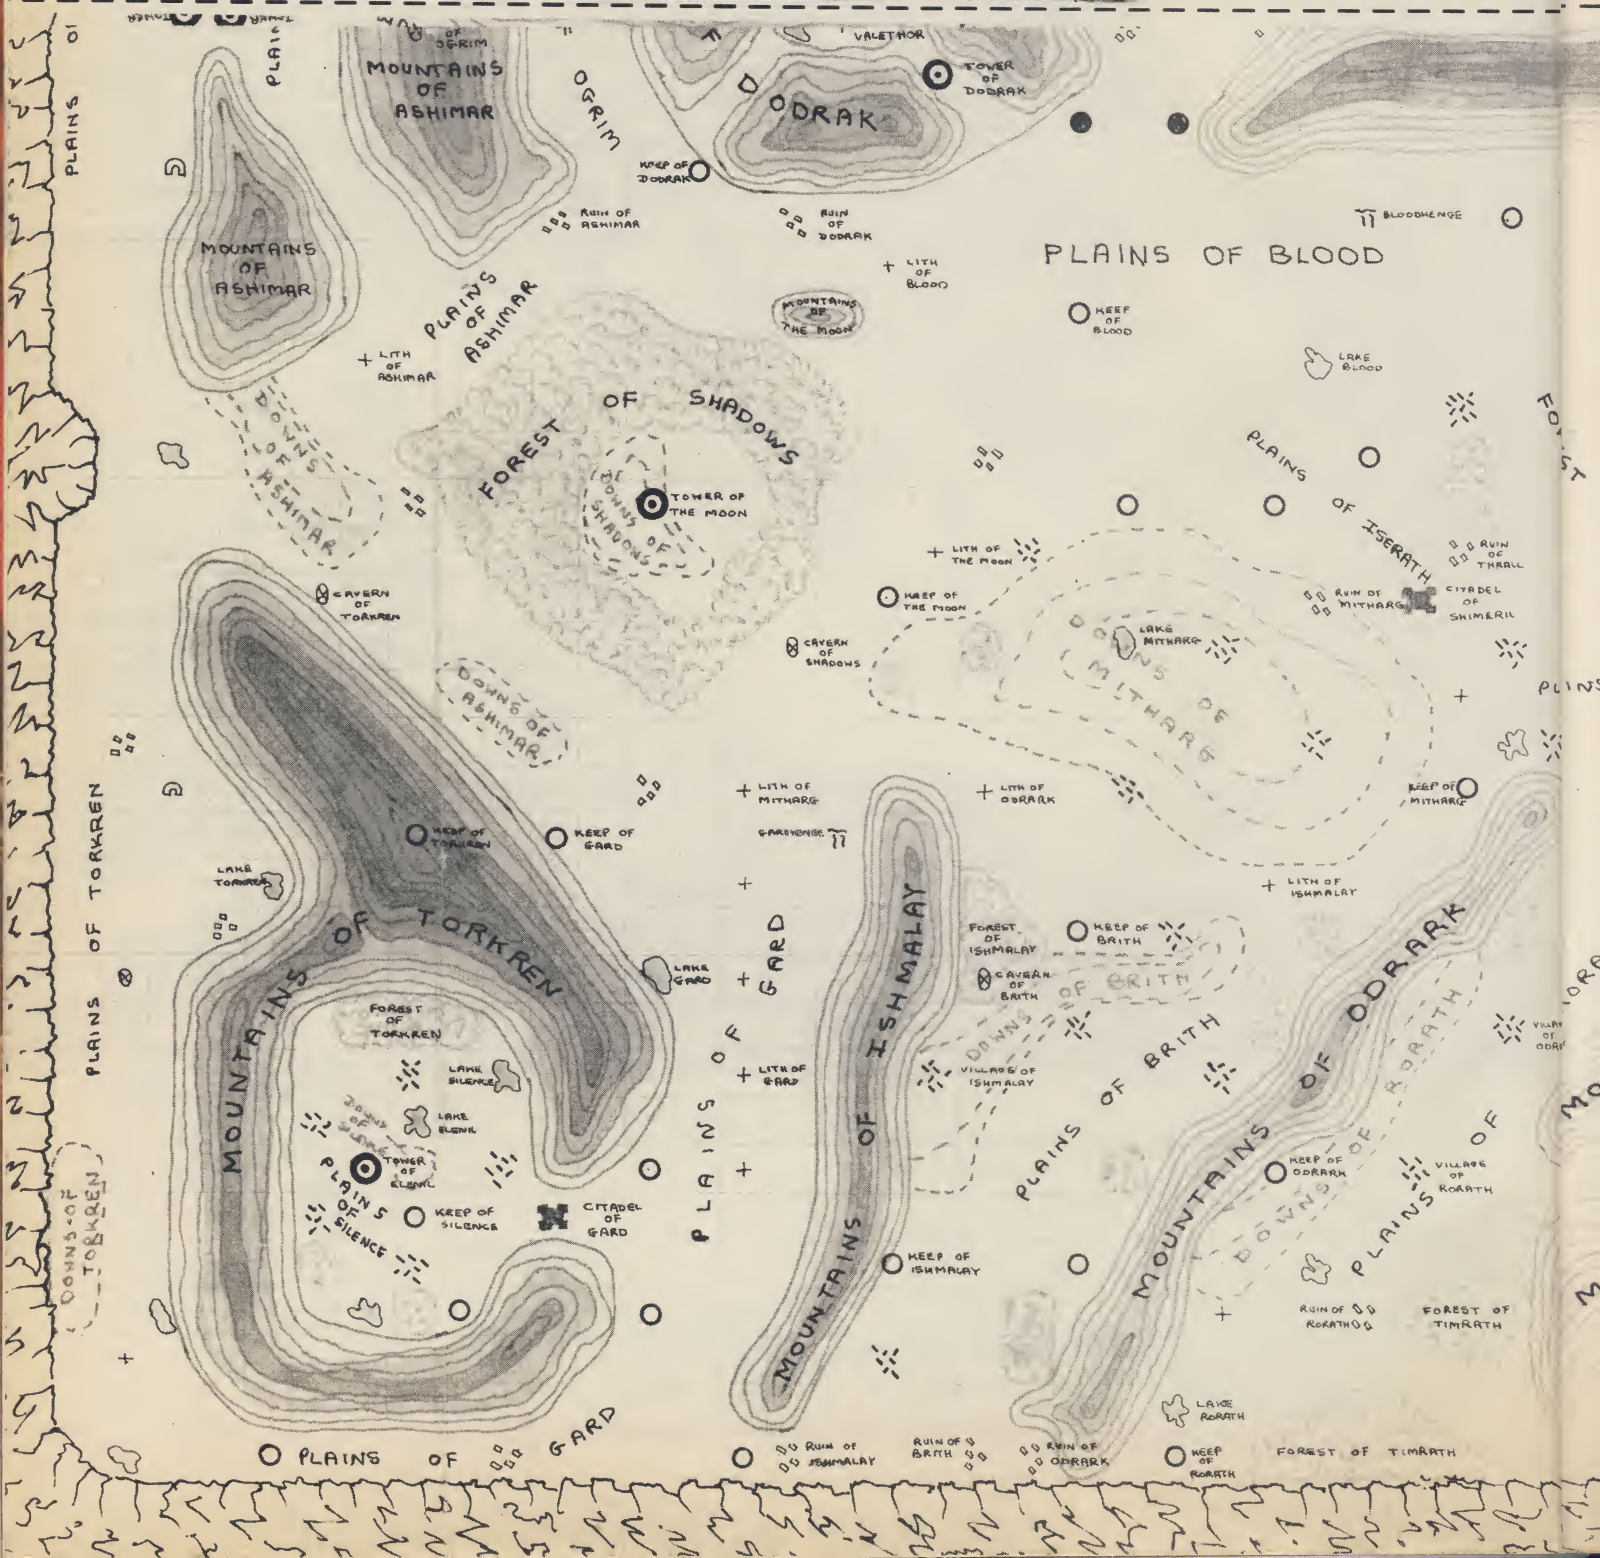 PLAINS
PLAINS
OF
OGRIM
MOUNTAINS
OF
ASHIMAR
OGRIM
VALETHOR
DODRAK
TOWER
OF
DODRAK
KEEP OF
DODRAK
RUIN OF
ASHIMAR
RUIN
OF
DODRAK
BLOODHENGE
MOUNTAINS
OF
ASHIMAR
PLAINS
OF
ASHIMAR
LITH
OF
BLOOD
PLAINS OF BLOOD
MOUNTAINS
OF
THE MOON
KEEP
OF
BLOOD
LITH
OF
ASHIMAR
LAKE
BLOOD
DOWNS
OF
ASHIMAR
FOREST OF SHADOWS
DOWNS
OF
SHADOWS
TOWER OF
THE MOON
PLAINS
OF ISERATH
LITH OF
THE MOON
RUIN
OF
THRALL
KEEP OF
THE MOON
RUIN OF
MITHARG
CITADEL
OF
SHIMERIL
CAVERN
OF
TORKREN
CAVERN
OF
SHADOWS
LAKE
MITHARG
DOWNS OF
MITHARG
DOWNS OF
ASHIMAR
PLINS
LITH OF
MITHARG
LITH OF
ODRARK
KEEP OF
MITHARG
KEEP OF
TORKREN
KEEP OF
GARD
GARDHENGE
LAKE
TORKREN
LITH OF
ISHMALAY
PLAINS OF TORKREN
MOUNTAINS OF TORKREN
LAKE
GARD
FOREST
OF
ISHMALAY
KEEP OF
BRITH
CAVERN
OF
BRITH
DOWNS OF BRITH
FOREST
OF
TORKREN
LAKE
SILENCE
LITH OF
GARD
PLAINS OF GARD
MOUNTAINS OF ISHMALAY
VILLAGE OF
ISHMALAY
PLAINS OF BRITH
MOUNTAINS OF ODRARK
DOWNS OF RORATH
LAKE
ELENIL
TOWER
OF
ELENIL
PLAINS
OF
SILENCE
KEEP OF
SILENCE
CITADEL
OF
GARD
KEEP OF
ODRARK
VILLAGE
OF
RORATH
PLAINS OF
DOWNS OF
TORKREN
KEEP OF
ISHMALAY
RUIN OF
RORATH
FOREST OF
TIMRATH
LAKE
RORATH
PLAINS OF GARD
RUIN OF
ISHMALAY
RUIN OF
BRITH
RUIN OF
ODRARK
KEEP
OF
RORATH
FOREST OF TIMRATH